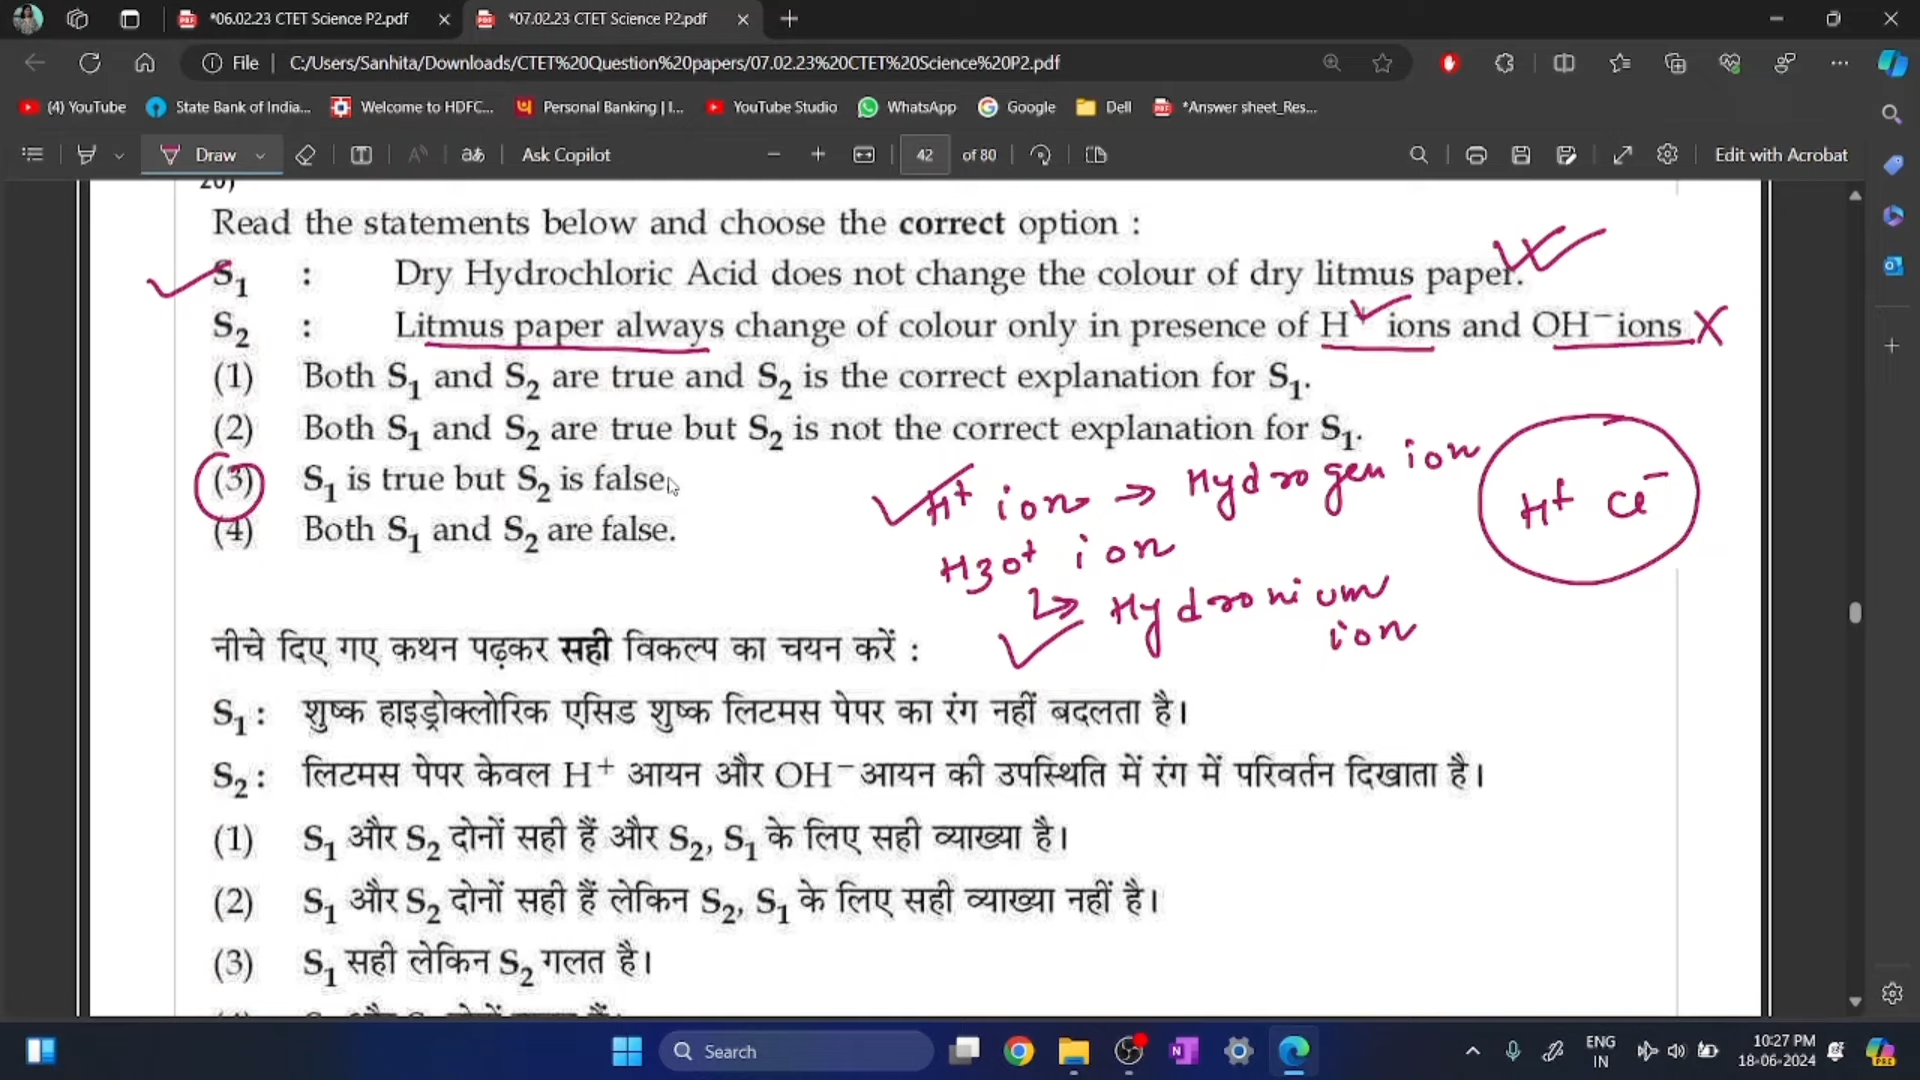 *06.02.23 CTET Science P2.pdf
*07.02.23 CTET Science P2.pdf
File
C:/Users/Sanhita/Downloads/CTET%20Question%20papers/07.02.23%20CTET%20Science%20P2.pdf
(4) YouTube
State Bank of India...
Welcome to HDFC...
Personal Banking | I...
YouTube Studio
WhatsApp
Google
Dell
*Answer sheet_Res...
Draw
Ask Copilot
42 of 80
Edit with Acrobat
Read the statements below and choose the correct option :
S₁ : Dry Hydrochloric Acid does not change the colour of dry litmus paper.
S₂ : Litmus paper always change of colour only in presence of H⁺ ions and OH⁻ ions.
(1) Both S₁ and S₂ are true and S₂ is the correct explanation for S₁.
(2) Both S₁ and S₂ are true but S₂ is not the correct explanation for S₁.
(3) S₁ is true but S₂ is false.
(4) Both S₁ and S₂ are false.
H⁺ ion → Hydrogen ion
H₃O⁺ ion
↳ Hydronium
ion
H⁺ Cl⁻
नीचे दिए गए कथन पढ़कर सही विकल्प का चयन करें :
S₁ : शुष्क हाइड्रोक्लोरिक एसिड शुष्क लिटमस पेपर का रंग नहीं बदलता है।
S₂ : लिटमस पेपर केवल H⁺ आयन और OH⁻ आयन की उपस्थिति में रंग में परिवर्तन दिखाता है।
(1) S₁ और S₂ दोनों सही हैं और S₂, S₁ के लिए सही व्याख्या है।
(2) S₁ और S₂ दोनों सही हैं लेकिन S₂, S₁ के लिए सही व्याख्या नहीं है।
(3) S₁ सही लेकिन S₂ गलत है।
Search
ENG
IN
10:27 PM
18-06-2024